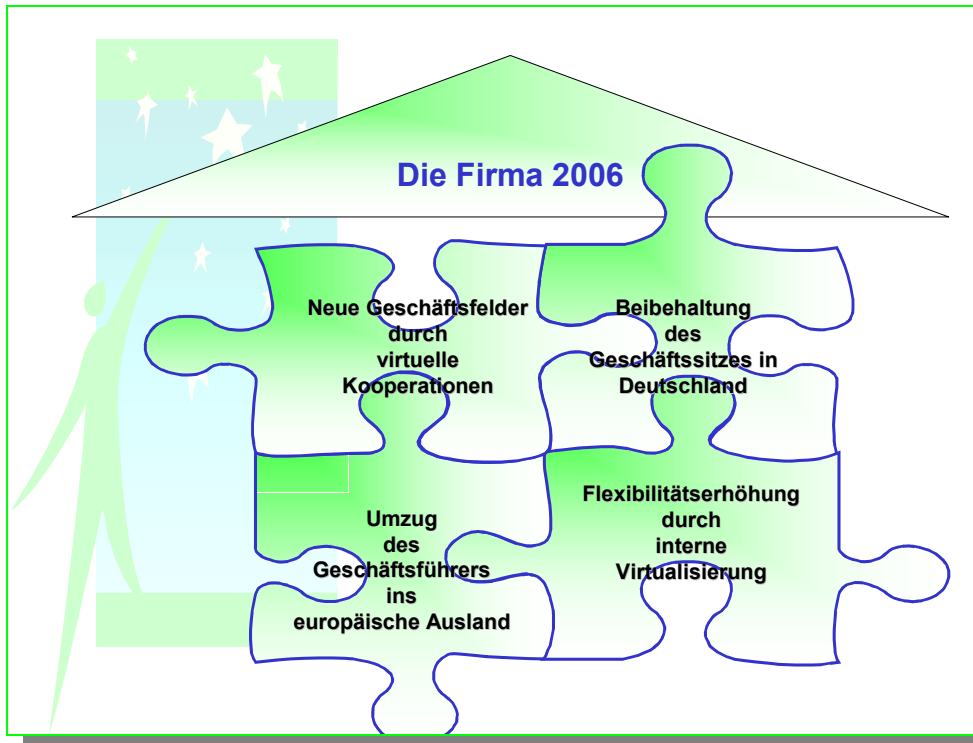 Die Firma 2006
Neue Geschäftsfelder
durch
virtuelle
Kooperationen
Beibehaltung
des
Geschäftssitzes in
Deutschland
Umzug
des
Geschäftsführers
ins
europäische Ausland
Flexibilitätserhöhung
durch
interne
Virtualisierung